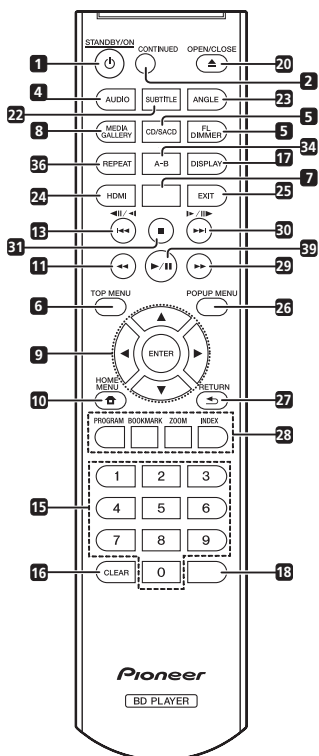 STANDBY/ON
CONTINUED
OPEN/CLOSE
1
20
2
4
AUDIO
SUBTITLE
ANGLE
23
22
5
8
MEDIA GALLERY
CD/SACD
FL DIMMER
5
34
36
REPEAT
A-B
DISPLAY
17
7
24
HDMI
EXIT
25
13
30
31
39
11
29
6
TOP MENU
POPUP MENU
26
9
ENTER
10
HOME MENU
RETURN
27
PROGRAM
BOOKMARK
ZOOM
INDEX
28
1
2
3
15
4
5
6
7
8
9
16
CLEAR
0
18
Pioneer
BD PLAYER